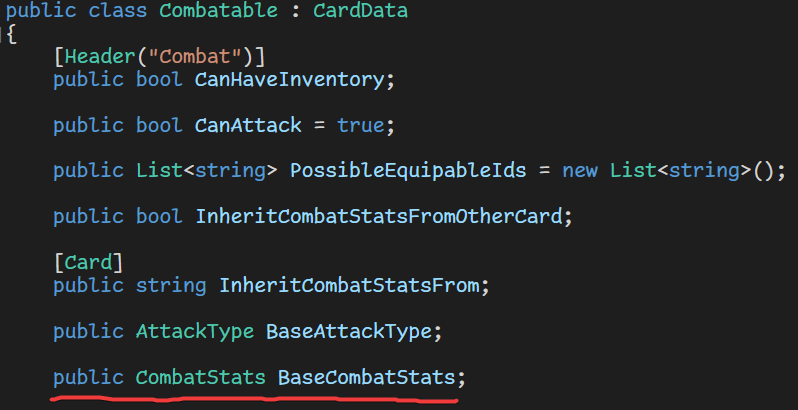 public class Combatable : CardData
{
[Header("Combat")]
public bool CanHaveInventory;
public bool CanAttack = true;
public List<string> PossibleEquipableIds = new List<string>();
public bool InheritCombatStatsFromOtherCard;
[Card]
public string InheritCombatStatsFrom;
public AttackType BaseAttackType;
public CombatStats BaseCombatStats;